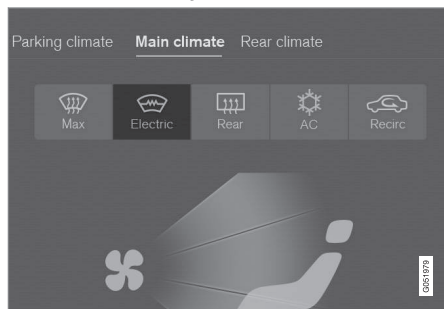 Parking climate Main climate Rear climate
Max Electric Rear AC Recirc
G051979